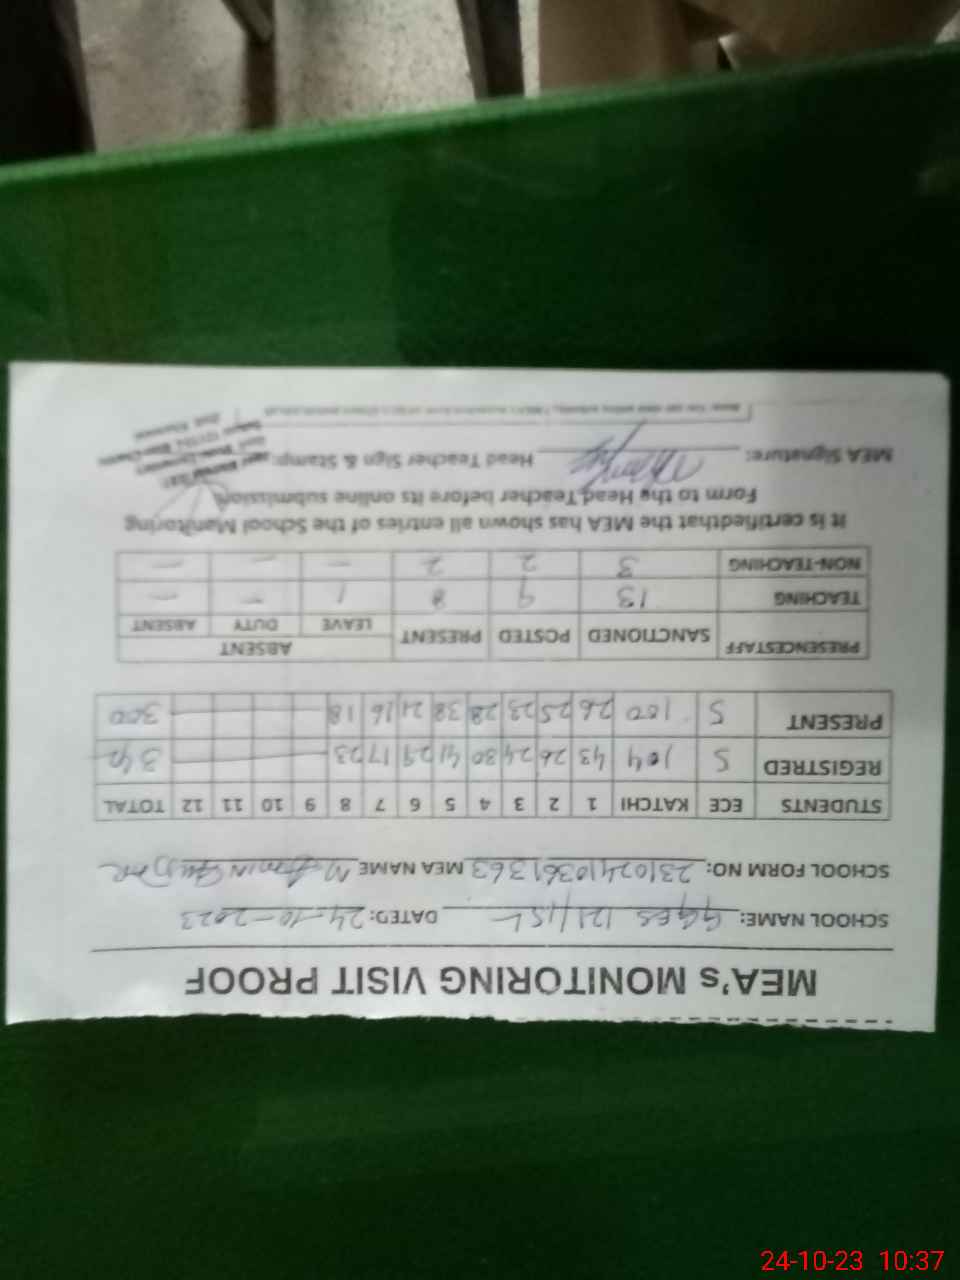 MEA's MONITORING VISIT PROOF
SCHOOL NAME: GGES 121/15L DATED: 24-10-2023
SCHOOL FORM NO: 23102410361363 MEA NAME M. Amin
STUDENTS ECE KATCHI 1 2 3 4 5 6 7 8 9 10 11 12 TOTAL
REGISTRED 5 104 43 26 24 30 41 29 17 23 342
PRESENT 5 100 26 25 23 28 38 21 16 18 300
PRESENCESTAFF SANCTIONED POSTED PRESENT ABSENT
LEAVE DUTY ABSENT
TEACHING 13 9 8 1 — —
NON-TEACHING 3 2 2 — — —
It is certifiedthat the MEA has shown all entries of the School Monitoring
Form to the Head Teacher before its online submission.
MEA Signature: Head Teacher Sign & Stamp:
24-10-23 10:37